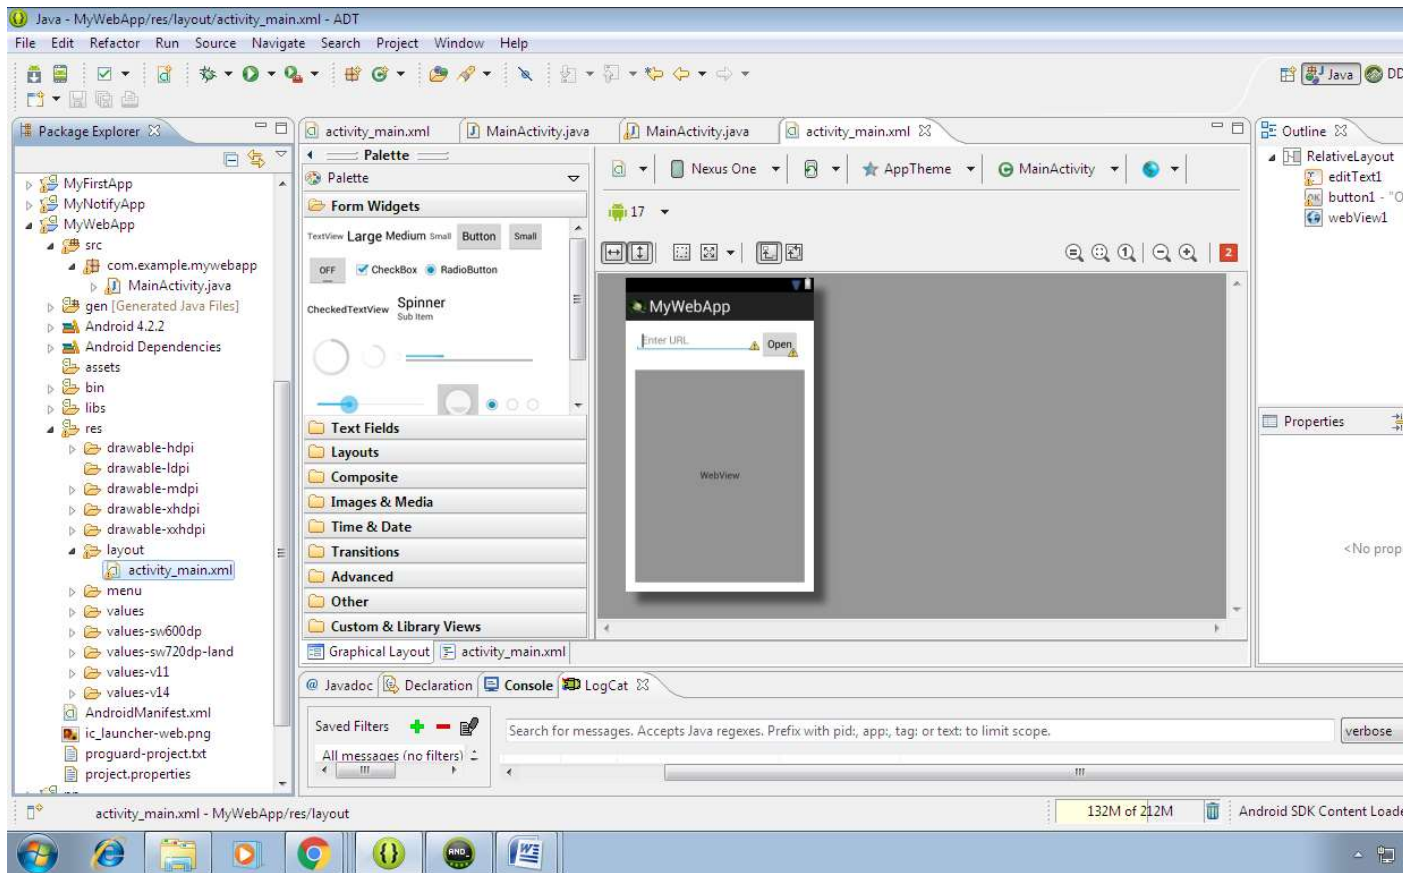 Java - MyWebApp/res/layout/activity_main.xml - ADT
File Edit Refactor Run Source Navigate Search Project Window Help
Java DD
Package Explorer
activity_main.xml
MainActivity.java
MainActivity.java
activity_main.xml
Outline
MyFirstApp
MyNotifyApp
MyWebApp
src
com.example.mywebapp
MainActivity.java
gen [Generated Java Files]
Android 4.2.2
Android Dependencies
assets
bin
libs
res
drawable-hdpi
drawable-ldpi
drawable-mdpi
drawable-xhdpi
drawable-xxhdpi
layout
activity_main.xml
menu
values
values-sw600dp
values-sw720dp-land
values-v11
values-v14
AndroidManifest.xml
ic_launcher-web.png
proguard-project.txt
project.properties
Palette
Palette
Form Widgets
TextView Large Medium Small Button Small
OFF CheckBox RadioButton
CheckedTextView Spinner
Sub Item
Text Fields
Layouts
Composite
Images & Media
Time & Date
Transitions
Advanced
Other
Custom & Library Views
Graphical Layout activity_main.xml
Nexus One AppTheme MainActivity
17
2
MyWebApp
Enter URL Open
WebView
RelativeLayout
editText1
button1 - "O
webView1
Properties
<No prop
Javadoc Declaration Console LogCat
Saved Filters
All messages (no filters)
Search for messages. Accepts Java regexes. Prefix with pid:, app:, tag: or text: to limit scope.
verbose
activity_main.xml - MyWebApp/res/layout
132M of 212M
Android SDK Content Loade